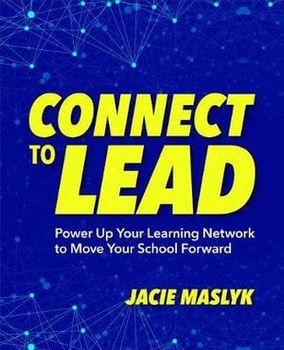 CONNECT
TO LEAD
Power Up Your Learning Network
to Move Your School Forward
JACIE MASLYK